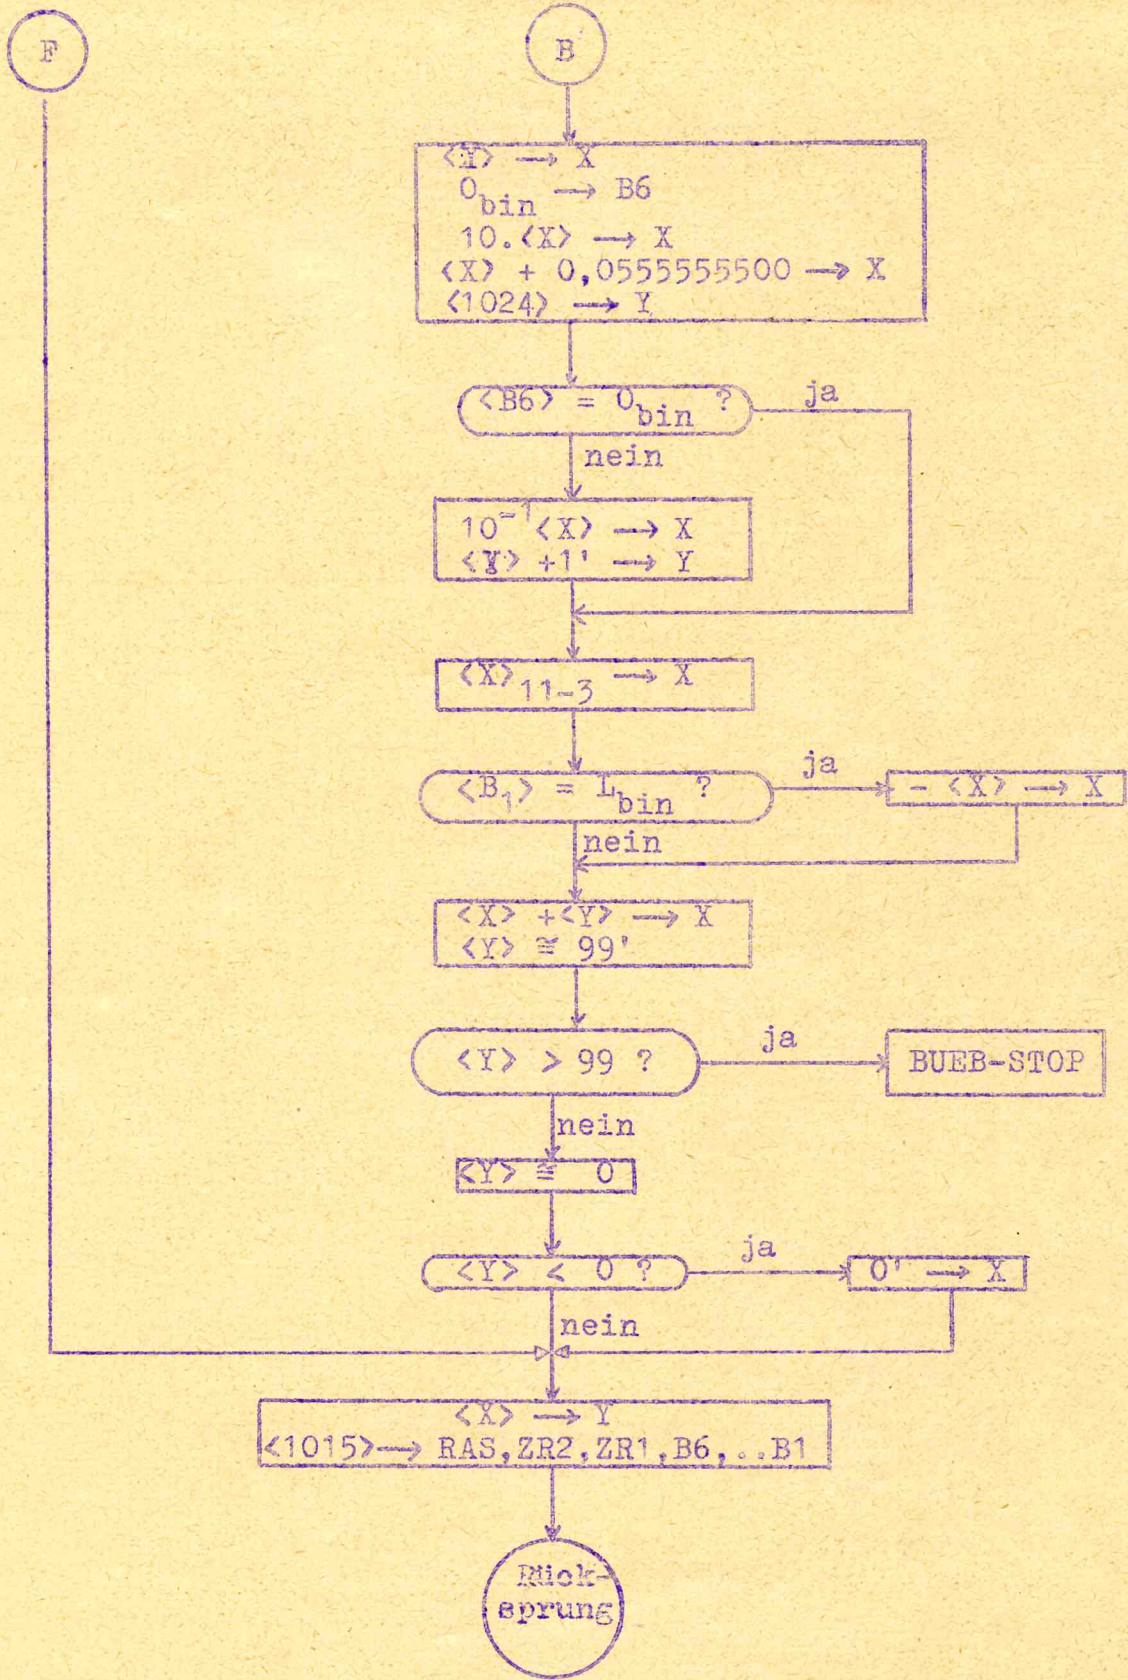 F
B
<Y> → X
0bin → B6
10.<X> → X
<X> + 0,0555555500 → X
<1024> → Y
<B6> = 0bin ?
ja
nein
10⁻¹<X> → X
<Y> +1' → Y
<X>11-3 → X
<B1> = Lbin ?
ja
- <X> → X
nein
<X> +<Y> → X
<Y> ≅ 99'
<Y> > 99 ?
ja
BUEB-STOP
nein
<Y> ≅ 0
<Y> < 0 ?
ja
0' → X
nein
<X> → Y
<1015>→ RAS,ZR2,ZR1,B6,..B1
Rück-
sprung